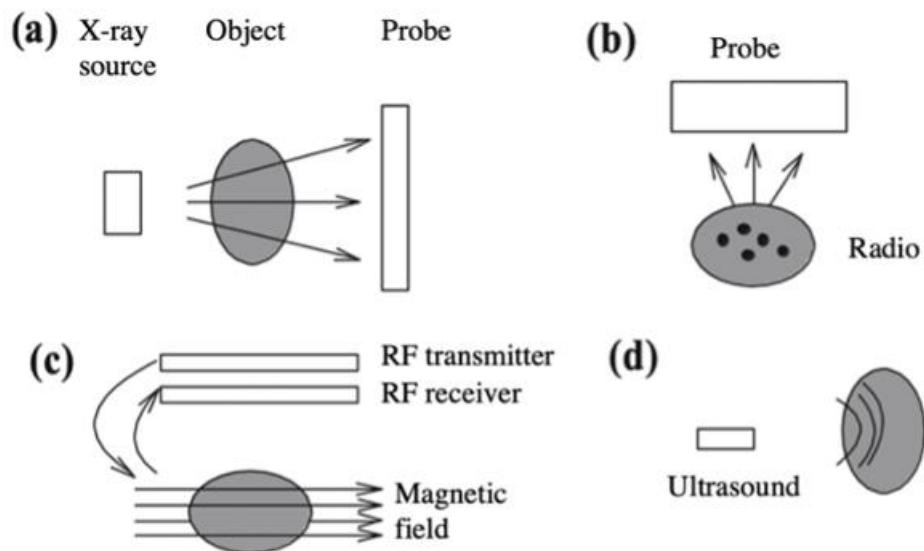 (a) X-ray source Object Probe
(b) Probe
Radio
(c) RF transmitter
RF receiver
Magnetic
field
(d)
Ultrasound